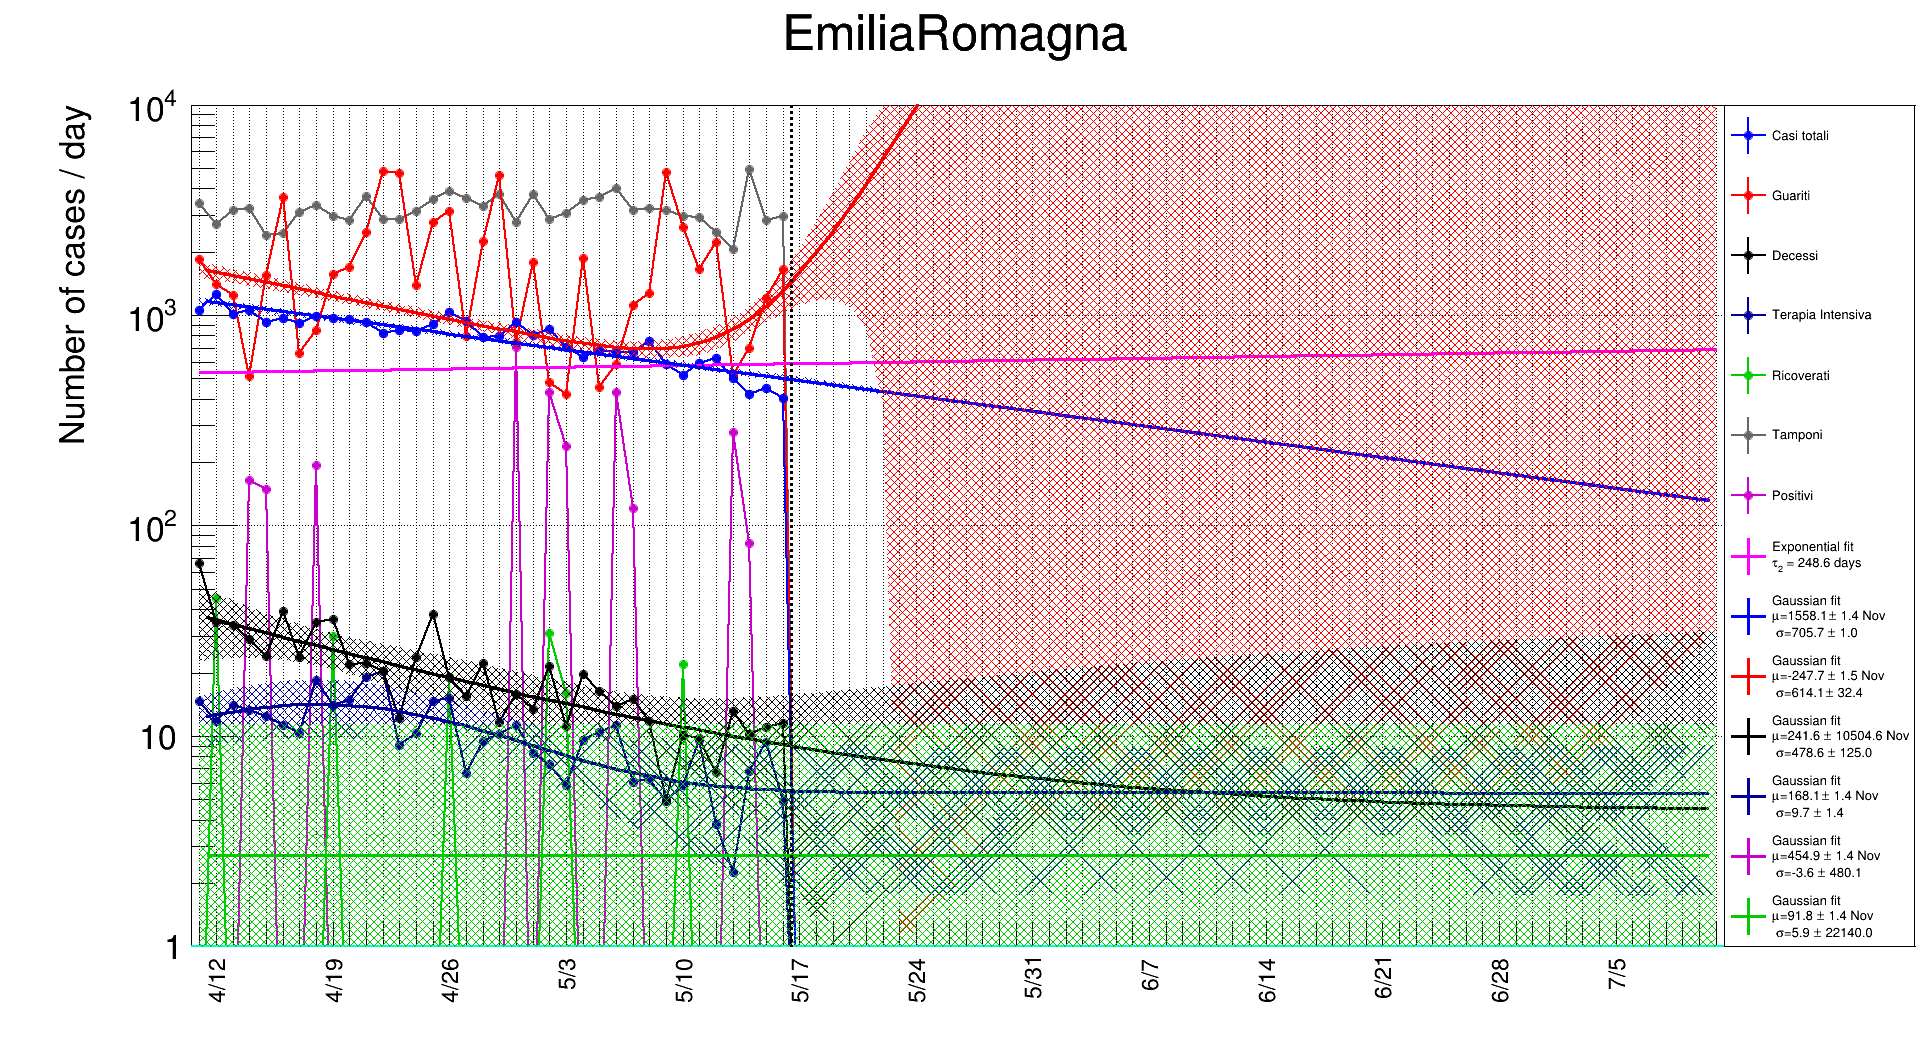 EmiliaRomagna
Number of cases / day
10⁴
10³
10²
10
1
4/12
4/19
4/26
5/3
5/10
5/17
5/24
5/31
6/7
6/14
6/21
6/28
7/5
Casi totali
Guariti
Decessi
Terapia Intensiva
Ricoverati
Tamponi
Positivi
Exponential fit
τ₂ = 248.6 days
Gaussian fit
μ=1558.1± 1.4 Nov
σ=705.7 ± 1.0
Gaussian fit
μ=-247.7 ± 1.5 Nov
σ=614.1 ± 32.4
Gaussian fit
μ=241.6 ± 10504.6 Nov
σ=478.6 ± 125.0
Gaussian fit
μ=168.1 ± 1.4 Nov
σ=9.7 ± 1.4
Gaussian fit
μ=454.9 ± 1.4 Nov
σ=-3.6 ± 480.1
Gaussian fit
μ=91.8 ± 1.4 Nov
σ=5.9 ± 22140.0